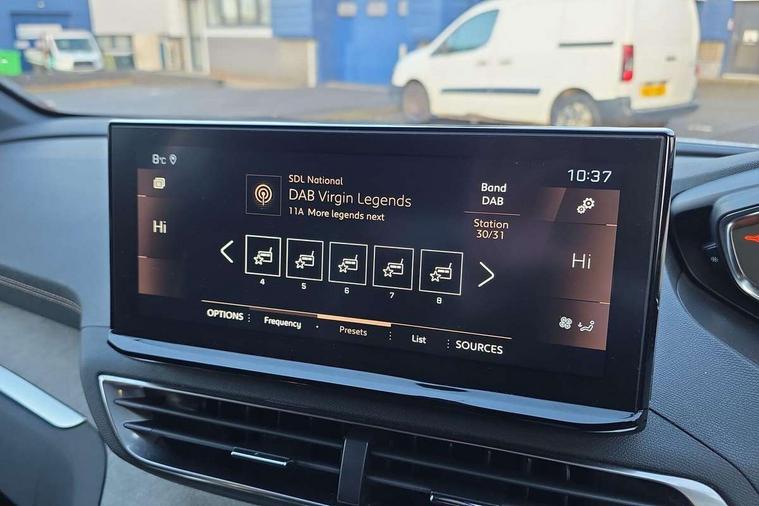 8°C
10:37
SDL National
DAB Virgin Legends
11A More legends next
Band
DAB
Station
30/31
Hi
Hi
4 5 6 7 8
OPTIONS
Frequency
Presets
List
SOURCES